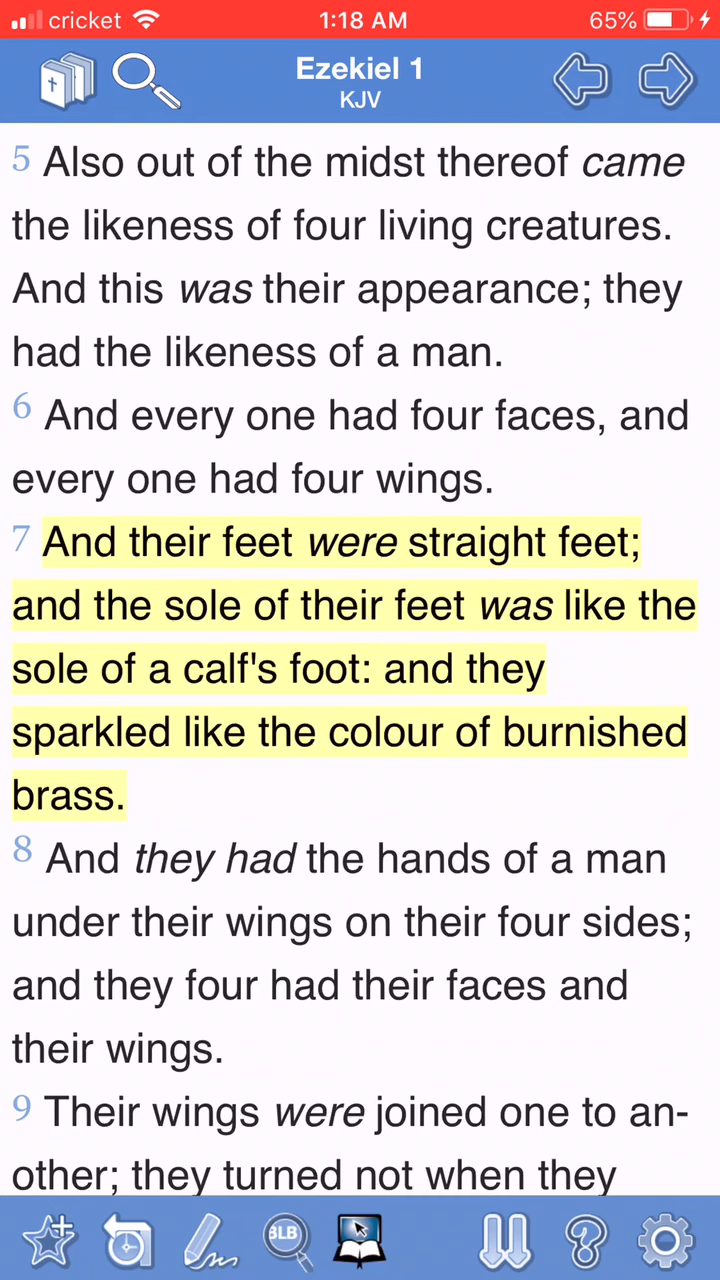 cricket 1:18 AM 65%
Ezekiel 1
KJV
5 Also out of the midst thereof came
the likeness of four living creatures.
And this was their appearance; they
had the likeness of a man.
6 And every one had four faces, and
every one had four wings.
7 And their feet were straight feet;
and the sole of their feet was like the
sole of a calf's foot: and they
sparkled like the colour of burnished
brass.
8 And they had the hands of a man
under their wings on their four sides;
and they four had their faces and
their wings.
9 Their wings were joined one to an-
other; they turned not when they
BLB